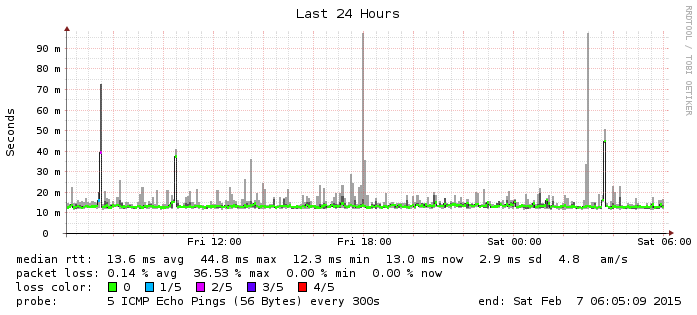 Last 24 Hours
RRDTOOL / TOBI OETIKER
Seconds
90 m
80 m
70 m
60 m
50 m
40 m
30 m
20 m
10 m
0
Fri 12:00 Fri 18:00 Sat 00:00 Sat 06:00
median rtt: 13.6 ms avg 44.8 ms max 12.3 ms min 13.0 ms now 2.9 ms sd 4.8 am/s
packet loss: 0.14 % avg 36.53 % max 0.00 % min 0.00 % now
loss color: 0 1/5 2/5 3/5 4/5
probe: 5 ICMP Echo Pings (56 Bytes) every 300s end: Sat Feb 7 06:05:09 2015